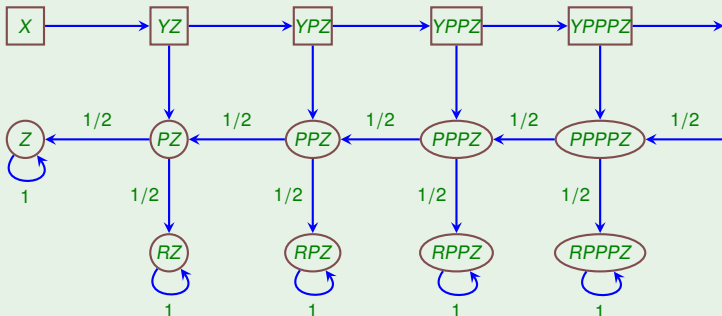 X YZ YPZ YPPZ YPPPZ
1/2 1/2 1/2 1/2 1/2
Z PZ PPZ PPPZ PPPPZ
1 1/2 1/2 1/2 1/2
RZ RPZ RPPZ RPPPZ
1 1 1 1